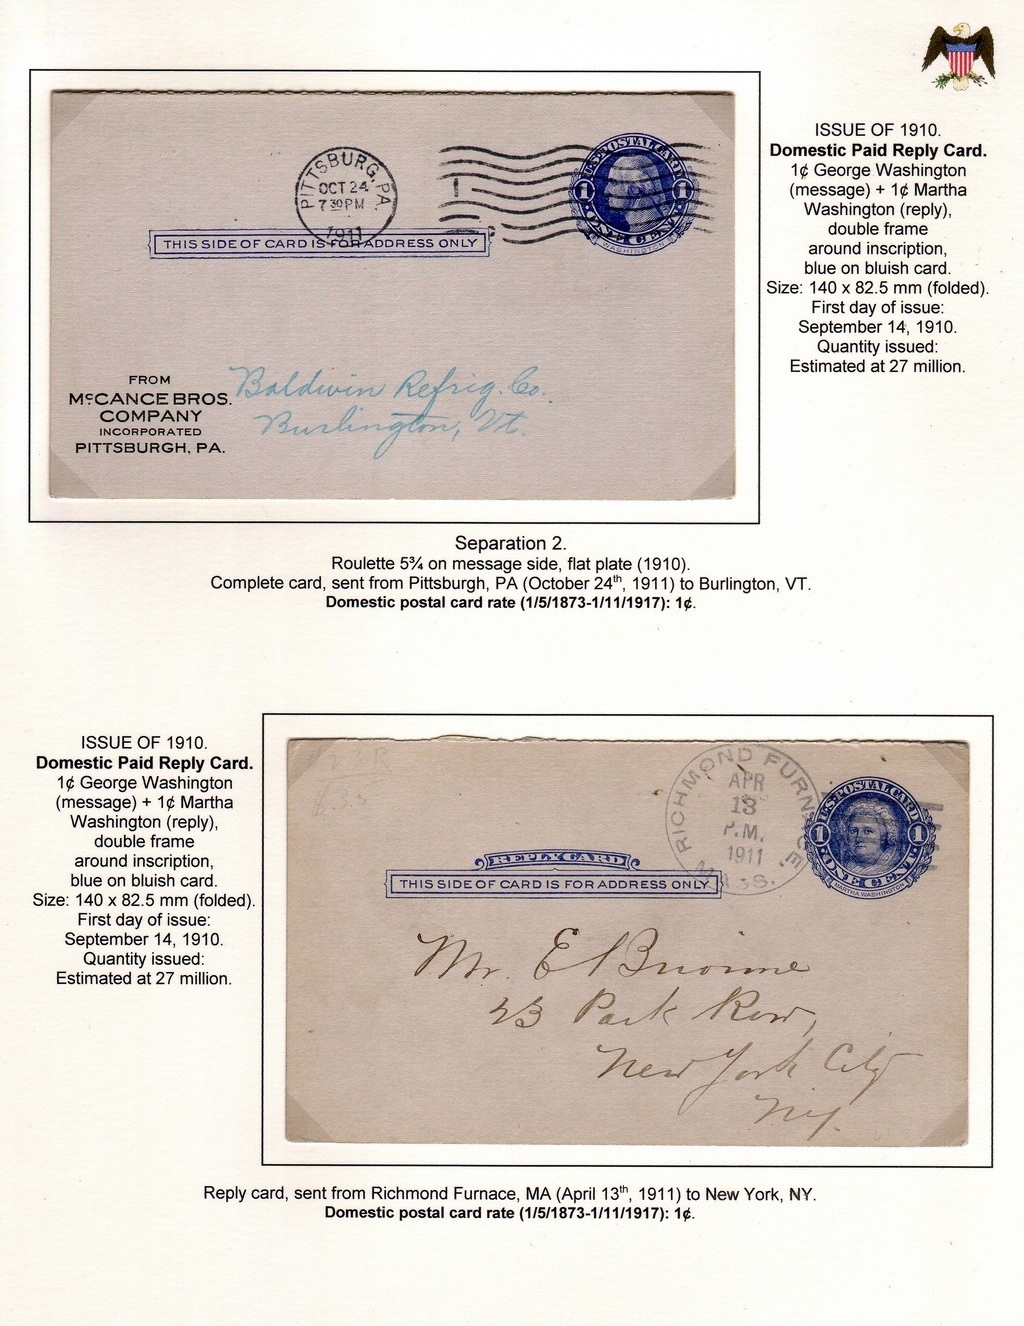 PITTSBURG, PA.
OCT 24
7 30 PM
1911
U.S. POSTAL CARD
1 1
ONE CENT
WASHINGTON
THIS SIDE OF CARD IS FOR ADDRESS ONLY
FROM
McCANCE BROS.
COMPANY
INCORPORATED
PITTSBURGH, PA.
Baldwin Refrig. Co.
Burlington, Vt.
ISSUE OF 1910.
Domestic Paid Reply Card.
1¢ George Washington
(message) + 1¢ Martha
Washington (reply),
double frame
around inscription,
blue on bluish card.
Size: 140 x 82.5 mm (folded).
First day of issue:
September 14, 1910.
Quantity issued:
Estimated at 27 million.
Separation 2.
Roulette 5¾ on message side, flat plate (1910).
Complete card, sent from Pittsburgh, PA (October 24th, 1911) to Burlington, VT.
Domestic postal card rate (1/5/1873-1/11/1917): 1¢.
ISSUE OF 1910.
Domestic Paid Reply Card.
1¢ George Washington
(message) + 1¢ Martha
Washington (reply),
double frame
around inscription,
blue on bluish card.
Size: 140 x 82.5 mm (folded).
First day of issue:
September 14, 1910.
Quantity issued:
Estimated at 27 million.
RICHMOND FURNACE, MASS.
APR
13
P.M.
1911
U.S. POSTAL CARD
1 1
ONE CENT
MARTHA WASHINGTON
REPLY CARD
THIS SIDE OF CARD IS FOR ADDRESS ONLY
Mr. E
23 Park Row,
New York City
N.Y.
Reply card, sent from Richmond Furnace, MA (April 13th, 1911) to New York, NY.
Domestic postal card rate (1/5/1873-1/11/1917): 1¢.